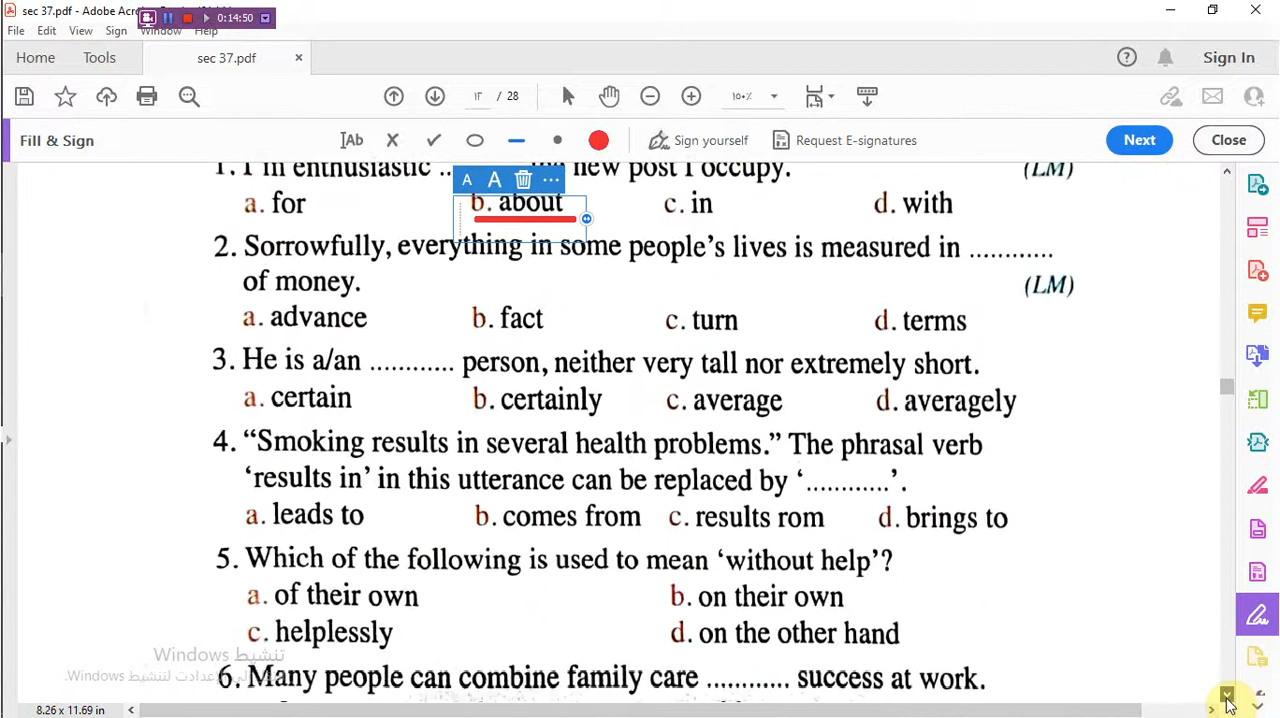 sec 37.pdf - Adobe Ac
0:14:50
File Edit View Sign Window Help
Home Tools sec 37.pdf × Sign In
١٣ / 28 ١٥٠٪
Fill & Sign Ab Sign yourself Request E-signatures Next Close
A A
1. I'm enthusiastic .. the new post I occupy. (LM)
a. for b. about c. in d. with
2. Sorrowfully, everything in some people's lives is measured in ............
of money. (LM)
a. advance b. fact c. turn d. terms
3. He is a/an ............ person, neither very tall nor extremely short.
a. certain b. certainly c. average d. averagely
4. “Smoking results in several health problems.” The phrasal verb
‘results in’ in this utterance can be replaced by ‘............’.
a. leads to b. comes from c. results rom d. brings to
5. Which of the following is used to mean ‘without help’?
a. of their own b. on their own
c. helplessly d. on the other hand
تنشيط Windows
6. Many people can combine family care ............ success at work.
الإعدادات لتنشيط Windows.
8.26 x 11.69 in